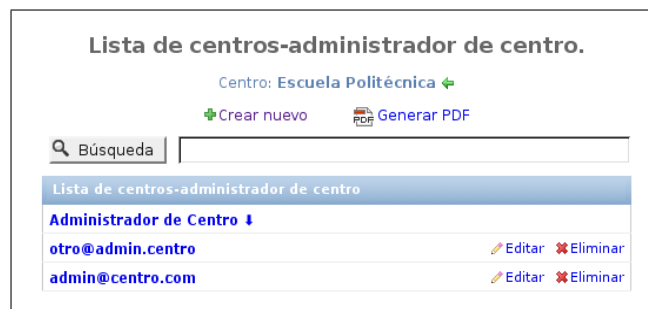 Lista de centros-administrador de centro.
Centro: Escuela Politécnica
Crear nuevo PDF Generar PDF
Búsqueda
Lista de centros-administrador de centro
Administrador de Centro ⬇
otro@admin.centro Editar Eliminar
admin@centro.com Editar Eliminar